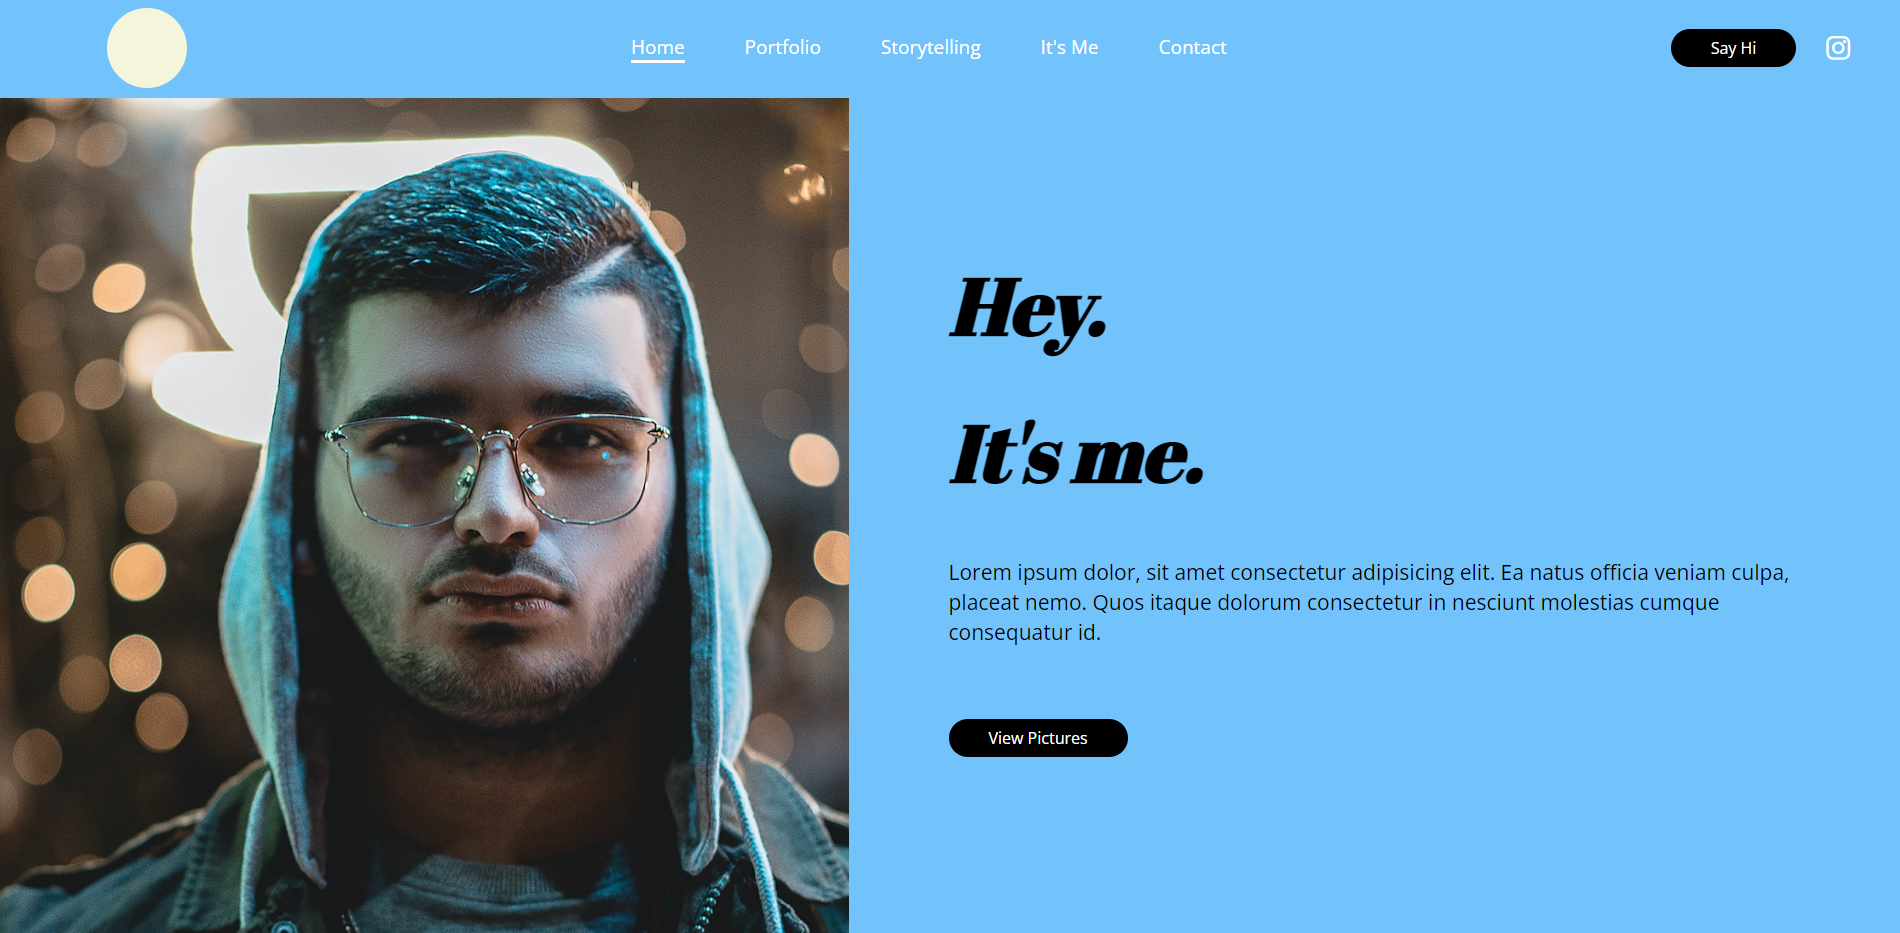 Home
Portfolio
Storytelling
It's Me
Contact
Say Hi
Hey.
It's me.
Lorem ipsum dolor, sit amet consectetur adipisicing elit. Ea natus officia veniam culpa,
placeat nemo. Quos itaque dolorum consectetur in nesciunt molestias cumque
consequatur id.
View Pictures